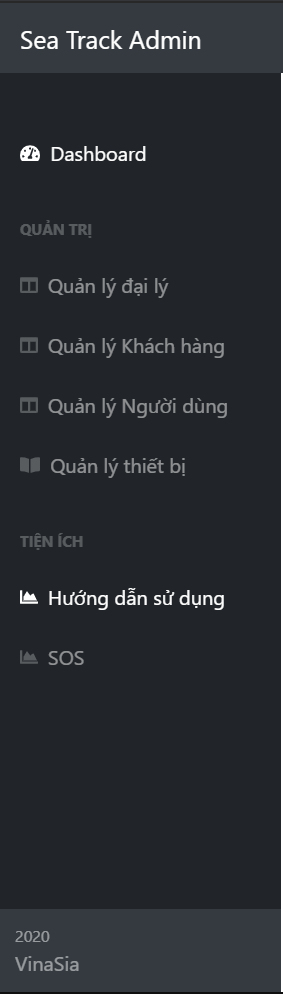 Sea Track Admin
Dashboard
QUẢN TRỊ
Quản lý đại lý
Quản lý Khách hàng
Quản lý Người dùng
Quản lý thiết bị
TIỆN ÍCH
Hướng dẫn sử dụng
SOS
2020
VinaSia